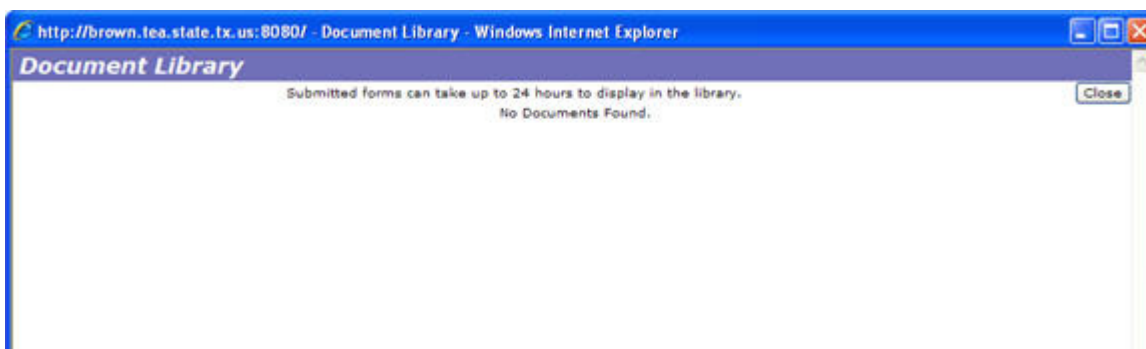 http://brown.tea.state.tx.us:8080/ - Document Library - Windows Internet Explorer
Document Library
Submitted forms can take up to 24 hours to display in the library.
Close
No Documents Found.